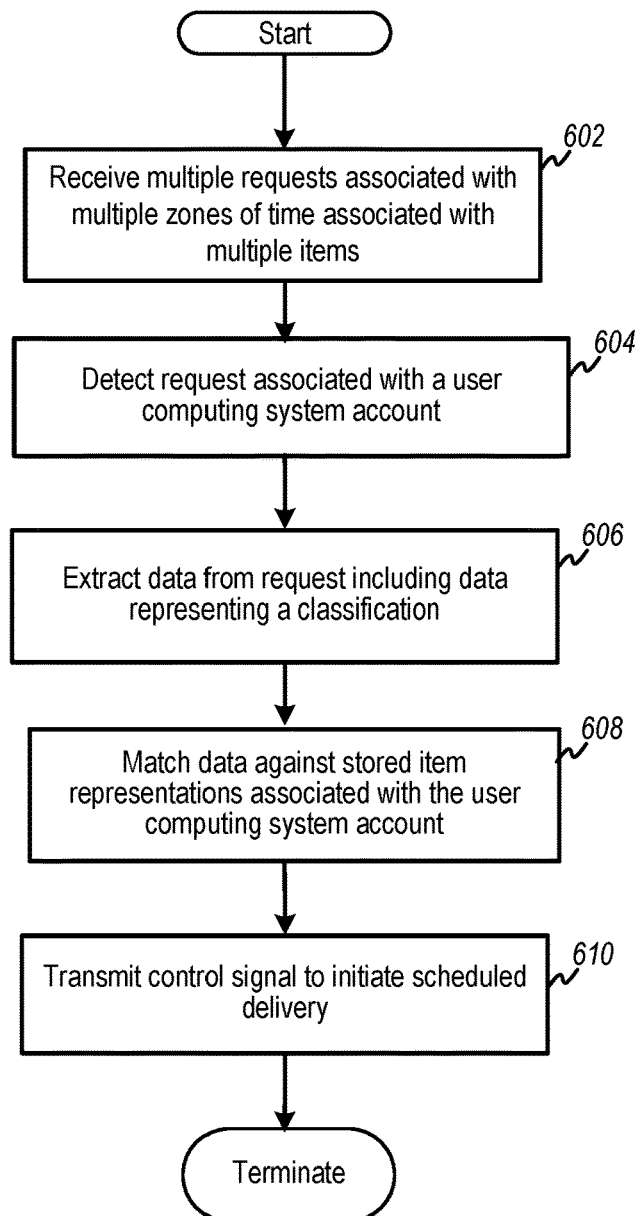 Start
602
Receive multiple requests associated with
multiple zones of time associated with
multiple items
604
Detect request associated with a user
computing system account
606
Extract data from request including data
representing a classification
608
Match data against stored item
representations associated with the user
computing system account
610
Transmit control signal to initiate scheduled
delivery
Terminate